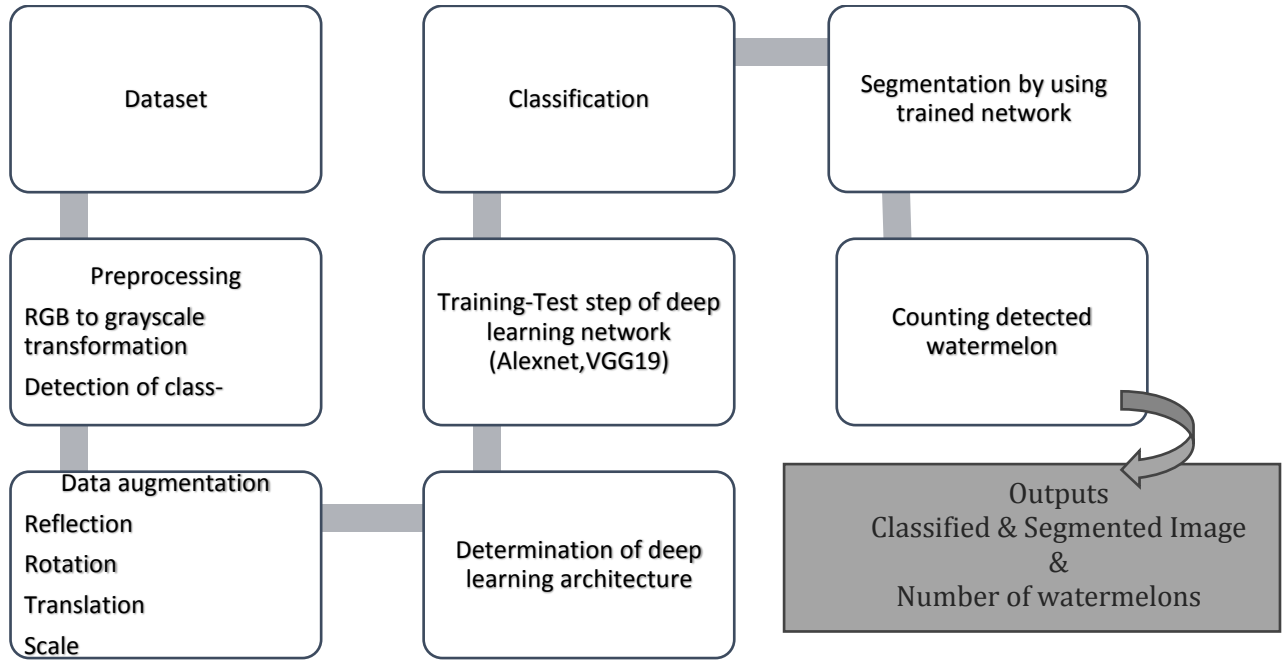 Dataset
Preprocessing
RGB to grayscale
transformation
Detection of class-
Data augmentation
Reflection
Rotation
Translation
Scale
Determination of deep
learning architecture
Training-Test step of deep
learning network
(Alexnet,VGG19)
Classification
Segmentation by using
trained network
Counting detected
watermelon
Outputs
Classified & Segmented Image
&
Number of watermelons